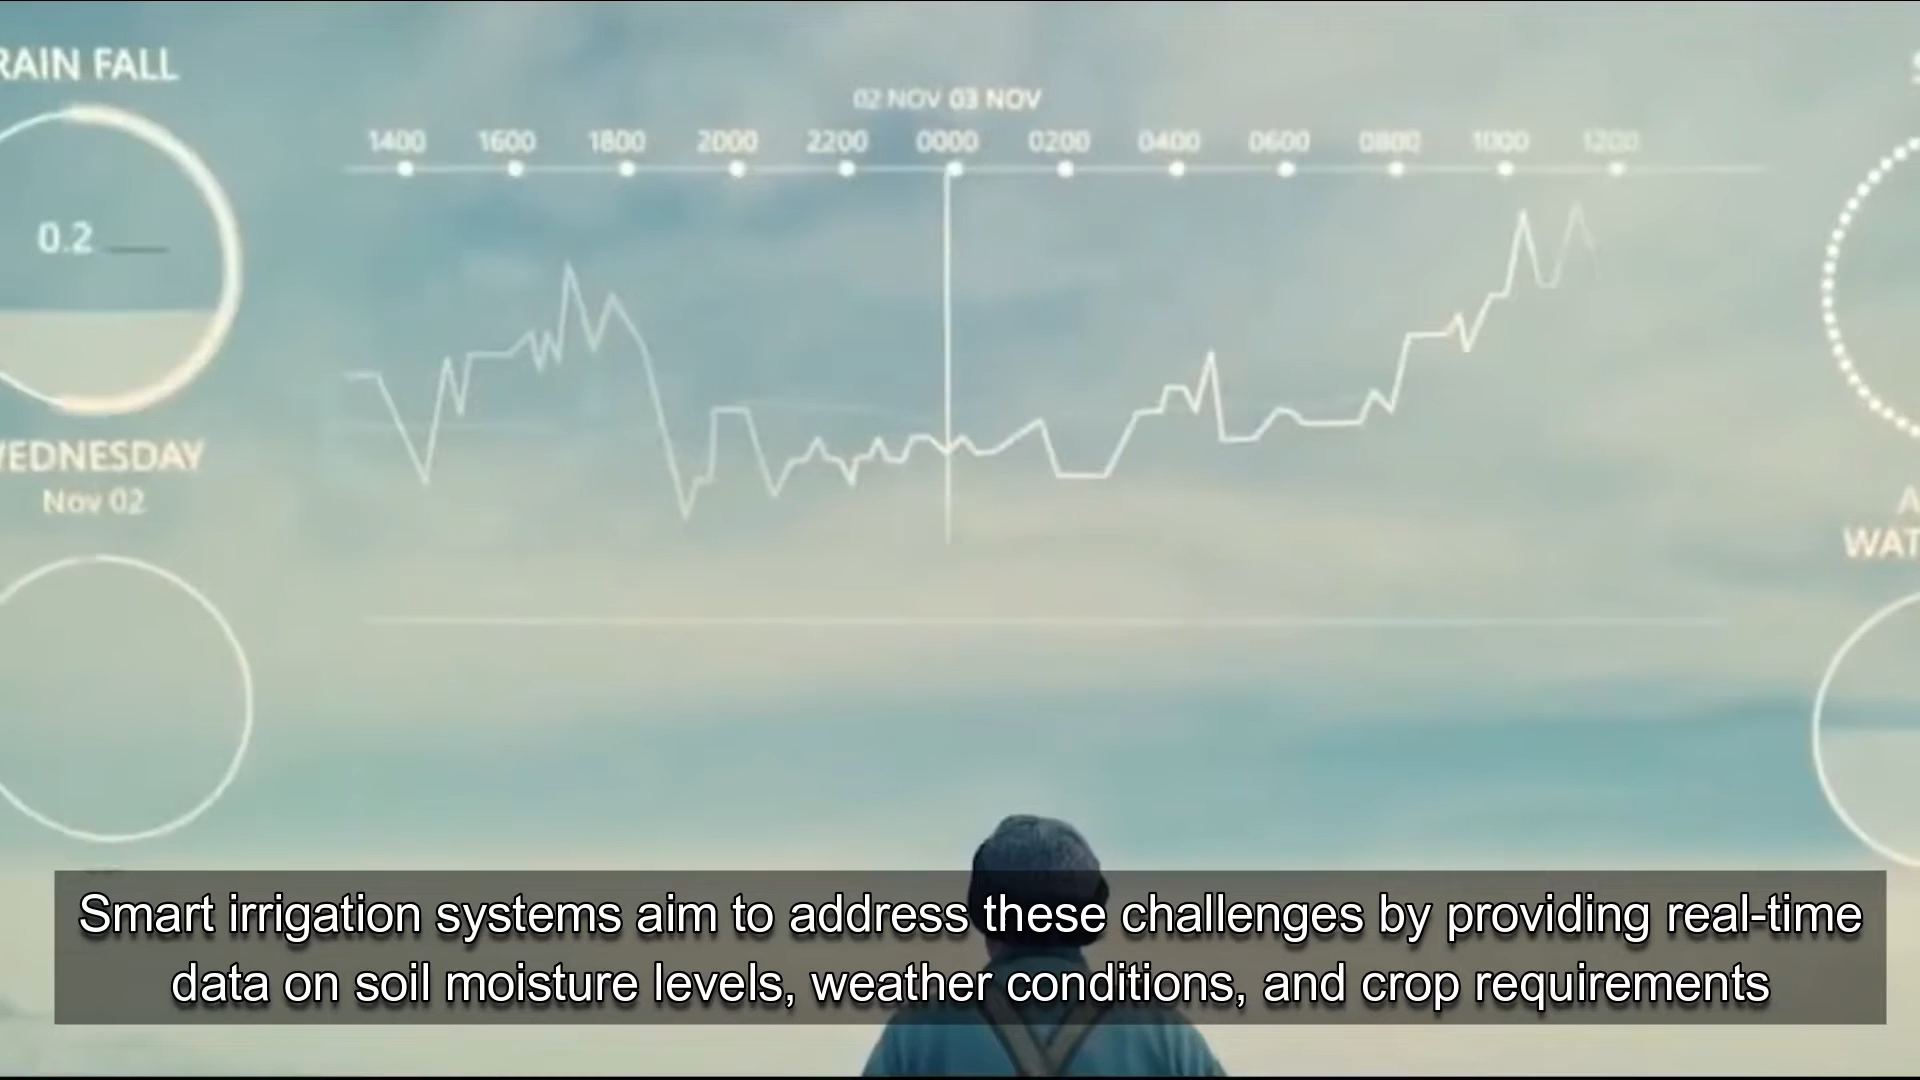 RAIN FALL
02 NOV 03 NOV
1400 1600 1800 2000 2200 0000 0200 0400 0600 0800 1000 1200
0.2
WEDNESDAY
Nov 02
Smart irrigation systems aim to address these challenges by providing real-time
data on soil moisture levels, weather conditions, and crop requirements